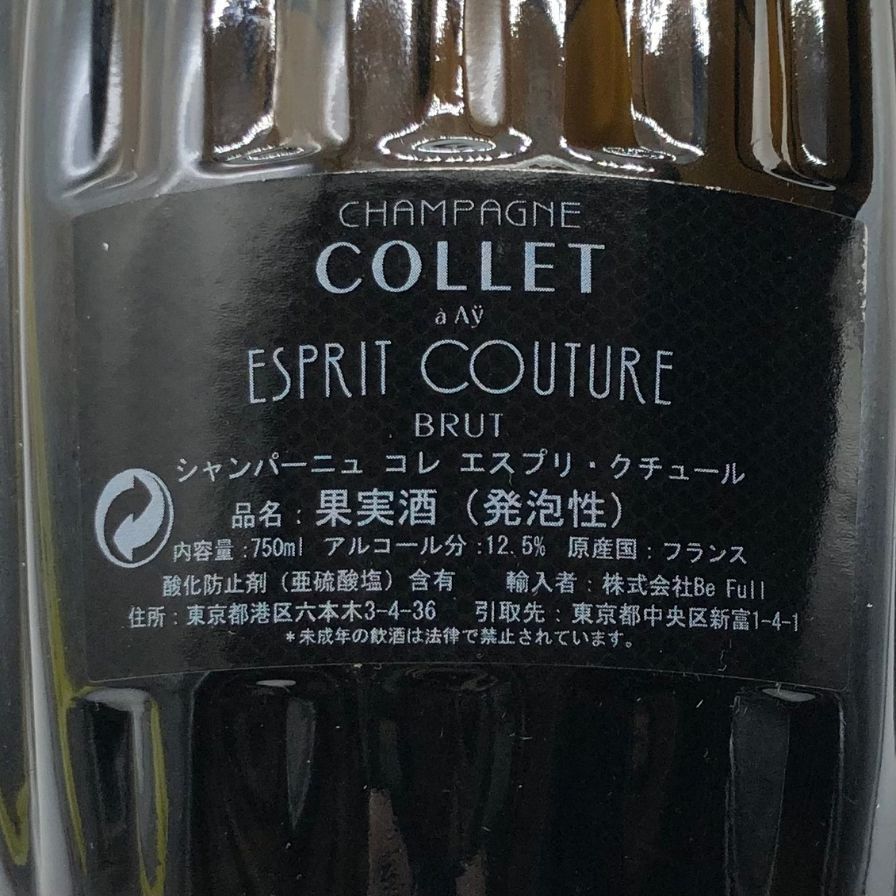 CHAMPAGNE
COLLET
à Aÿ
ESPRIT COUTURE
BRUT
シャンパーニュ コレ エスプリ・クチュール
品名：果実酒（発泡性）
内容量：750ml アルコール分：12.5% 原産国：フランス
酸化防止剤（亜硫酸塩）含有 輸入者：株式会社Be Full
住所：東京都港区六本木3-4-36 引取先：東京都中央区新富1-4-1
*未成年の飲酒は法律で禁止されています。